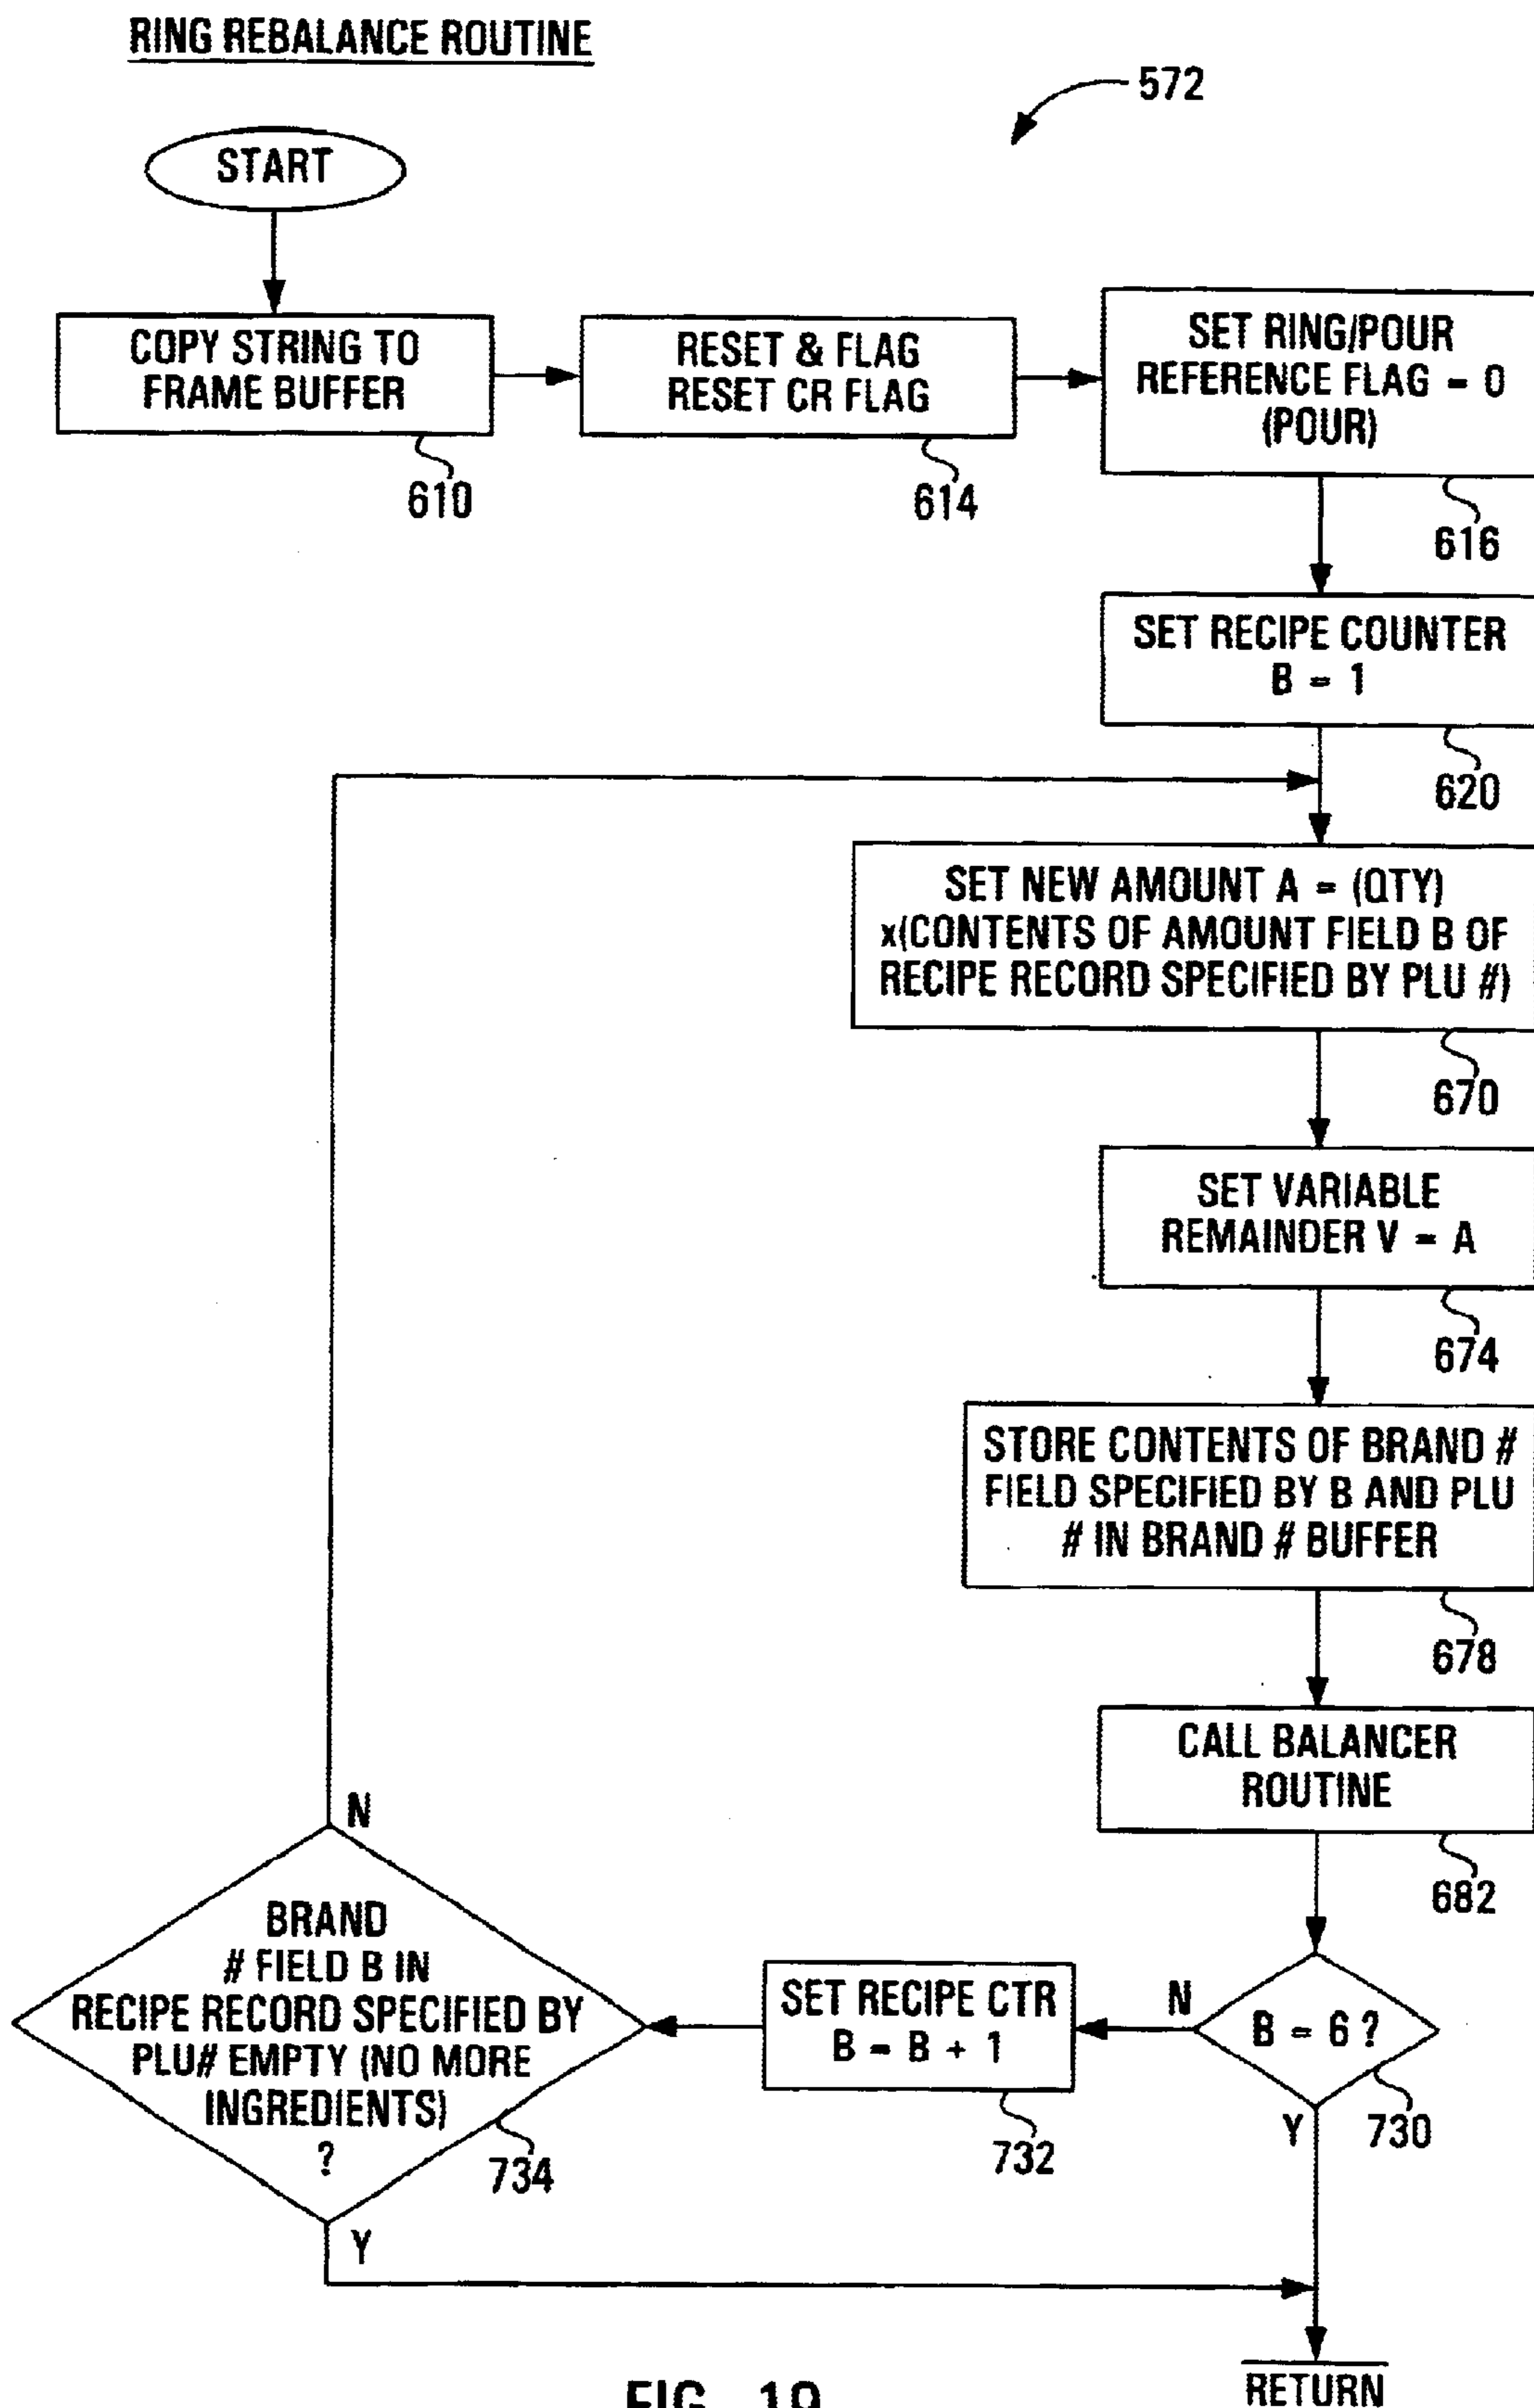 RING REBALANCE ROUTINE
572
START
COPY STRING TO
FRAME BUFFER
610
RESET & FLAG
RESET CR FLAG
614
SET RING/POUR
REFERENCE FLAG = 0
(POUR)
616
SET RECIPE COUNTER
B = 1
620
SET NEW AMOUNT A = (QTY)
x(CONTENTS OF AMOUNT FIELD B OF
RECIPE RECORD SPECIFIED BY PLU #)
670
SET VARIABLE
REMAINDER V = A
674
STORE CONTENTS OF BRAND #
FIELD SPECIFIED BY B AND PLU
# IN BRAND # BUFFER
678
CALL BALANCER
ROUTINE
682
B = 6 ?
730
N
Y
SET RECIPE CTR
B = B + 1
732
BRAND
# FIELD B IN
RECIPE RECORD SPECIFIED BY
PLU# EMPTY (NO MORE
INGREDIENTS)
?
734
N
Y
RETURN
FIG. 19